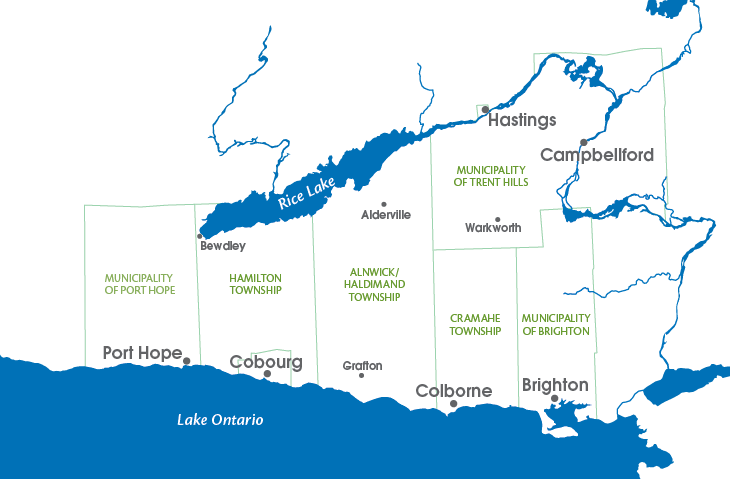 Hastings
Campbellford
MUNICIPALITY
OF TRENT HILLS
Rice Lake
Alderville
Warkworth
Bewdley
MUNICIPALITY
OF PORT HOPE
HAMILTON
TOWNSHIP
ALNWICK/
HALDIMAND
TOWNSHIP
CRAMAHE
TOWNSHIP
MUNICIPALITY
OF BRIGHTON
Port Hope
Cobourg
Grafton
Colborne
Brighton
Lake Ontario